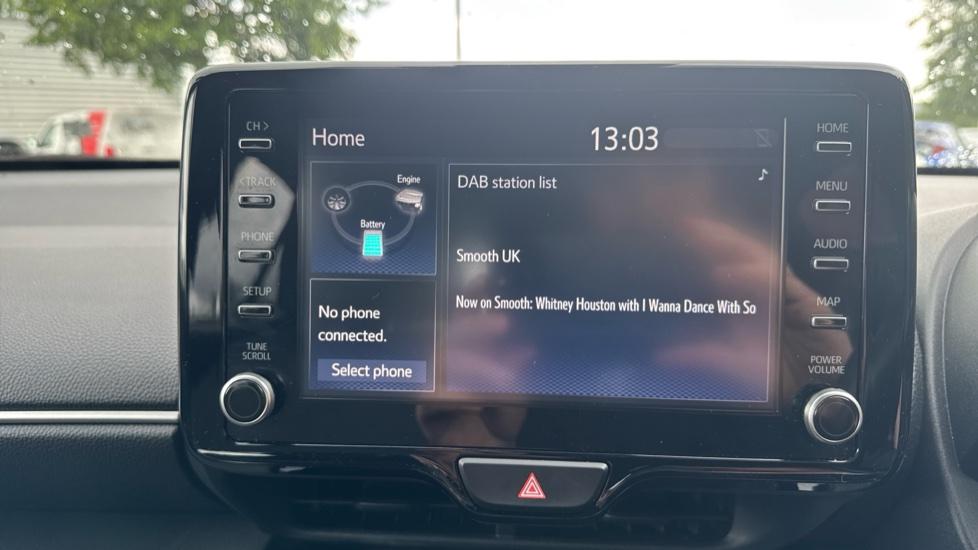 CH >
< TRACK
PHONE
SETUP
TUNE
SCROLL
Home
13:03
Engine
Battery
No phone
connected.
Select phone
DAB station list
Smooth UK
Now on Smooth: Whitney Houston with I Wanna Dance With So
HOME
MENU
AUDIO
MAP
POWER
VOLUME